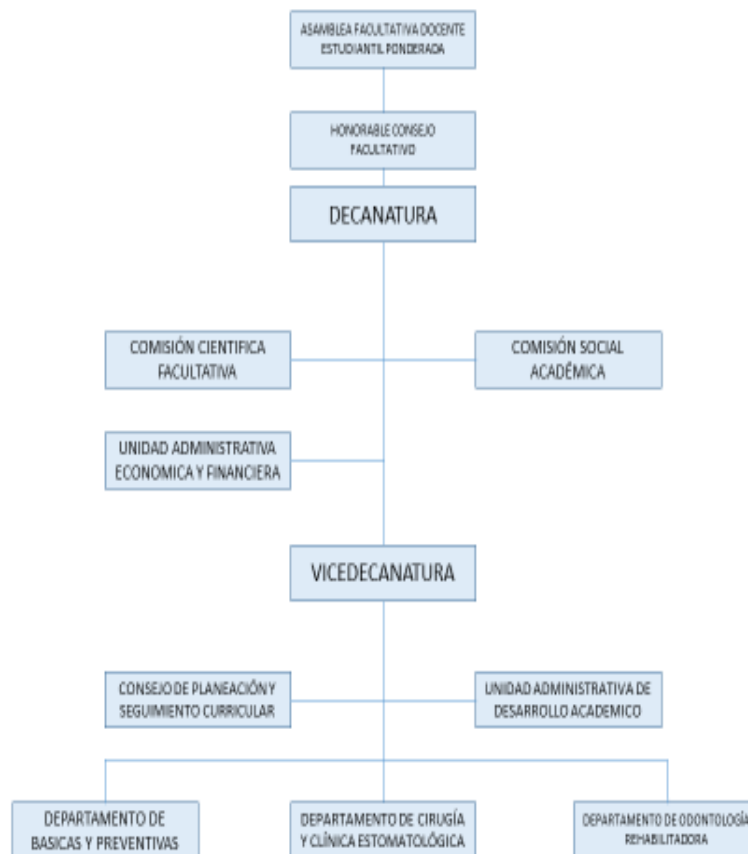 ASAMBLEA FACULTATIVA DOCENTE
ESTUDIANTIL PONDERADA
HONORABLE CONSEJO
FACULTATIVO
DECANATURA
COMISIÓN CIENTIFICA
FACULTATIVA
COMISIÓN SOCIAL
ACADÉMICA
UNIDAD ADMINISTRATIVA
ECONOMICA Y FINANCIERA
VICEDECANATURA
CONSEJO DE PLANEACIÓN Y
SEGUIMIENTO CURRICULAR
UNIDAD ADMINISTRATIVA DE
DESARROLLO ACADEMICO
DEPARTAMENTO DE
BASICAS Y PREVENTIVAS
DEPARTAMENTO DE CIRUGÍA
Y CLÍNICA ESTOMATOLÓGICA
DEPARTAMENTO DE ODONTOLOGÍA
REHABILITADORA